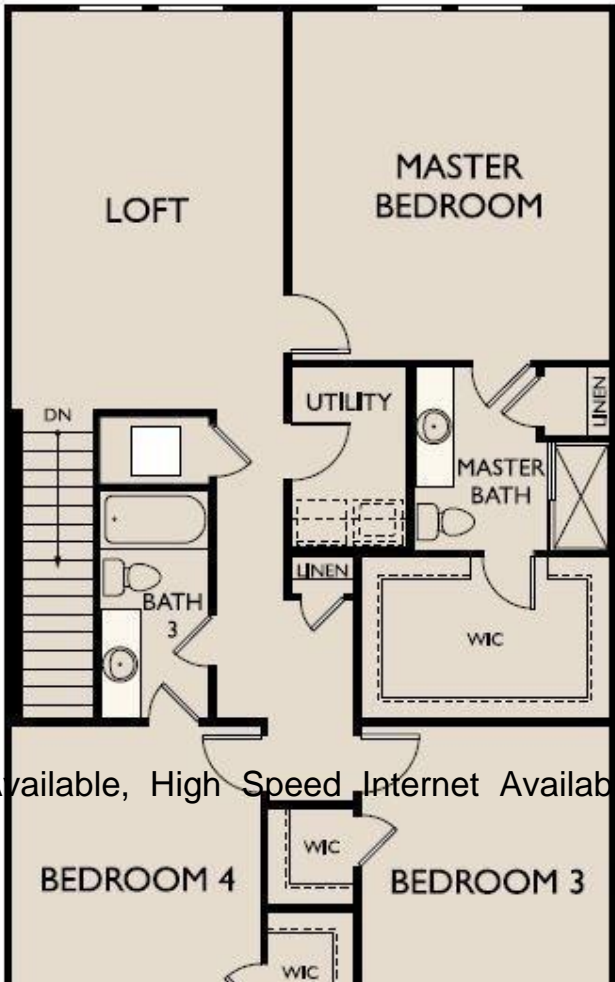 MASTER
BEDROOM
LOFT
UTILITY
LINEN
DN
MASTER
BATH
LINEN
BATH
3
WIC
vailable, High Speed Internet Availab
WIC
BEDROOM 4
BEDROOM 3
WIC